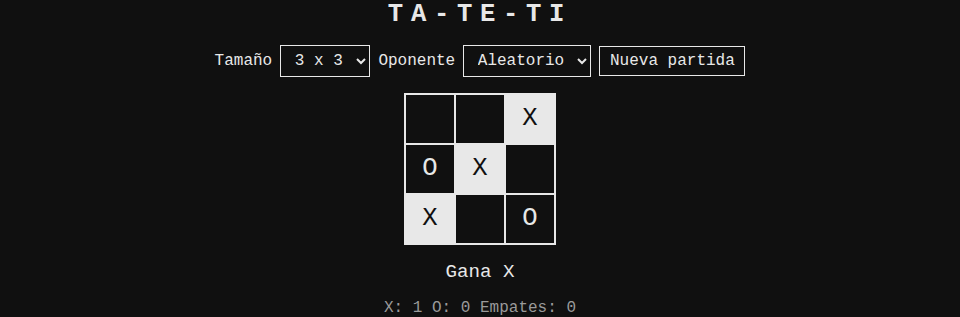 TA-TE-TI
Tamaño 3 x 3 Oponente Aleatorio Nueva partida
X
O X
X O
Gana X
X: 1 O: 0 Empates: 0